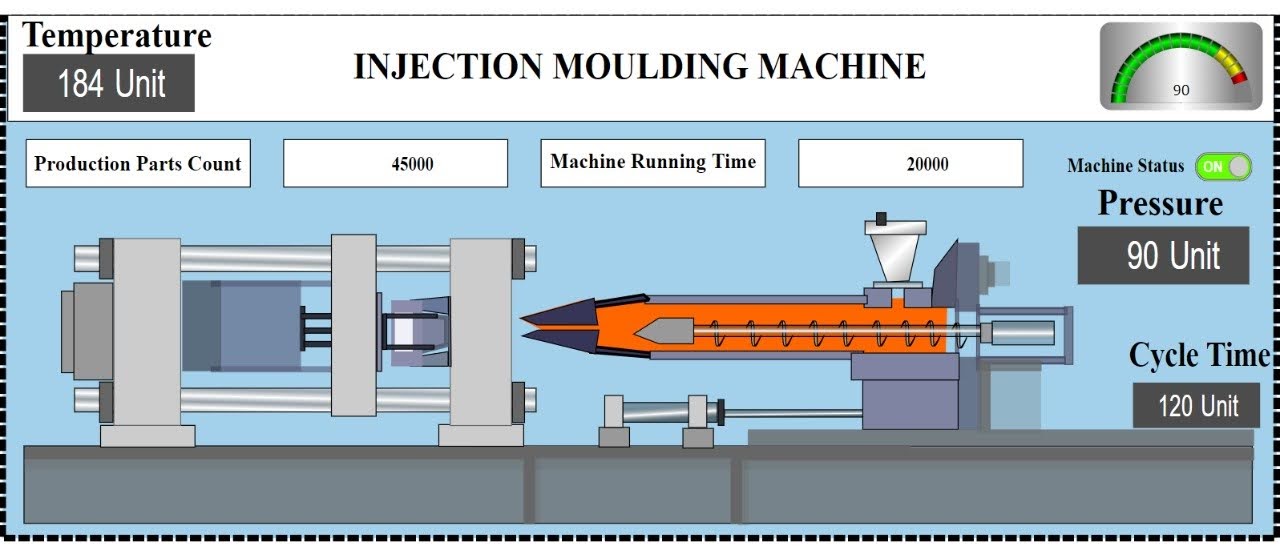 Temperature
184 Unit
INJECTION MOULDING MACHINE
90
Production Parts Count
45000
Machine Running Time
20000
Machine Status
ON
Pressure
90 Unit
Cycle Time
120 Unit